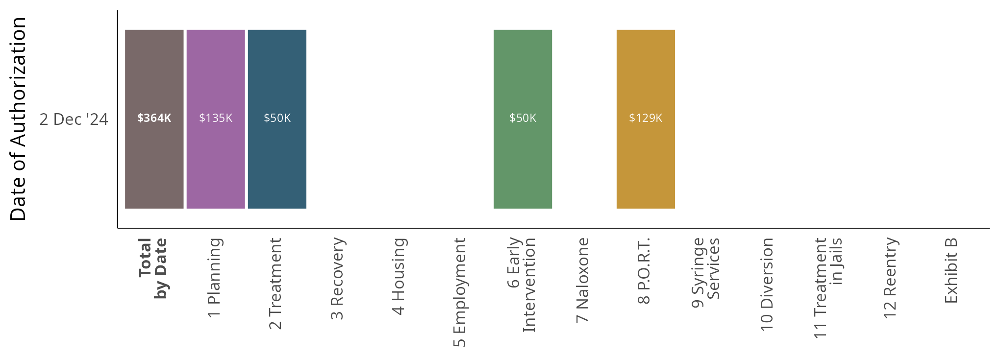 Date of Authorization
2 Dec '24
$364K
$135K
$50K
$50K
$129K
Total
by Date
1 Planning
2 Treatment
3 Recovery
4 Housing
5 Employment
6 Early
Intervention
7 Naloxone
8 P.O.R.T.
9 Syringe
Services
10 Diversion
11 Treatment
in Jails
12 Reentry
Exhibit B